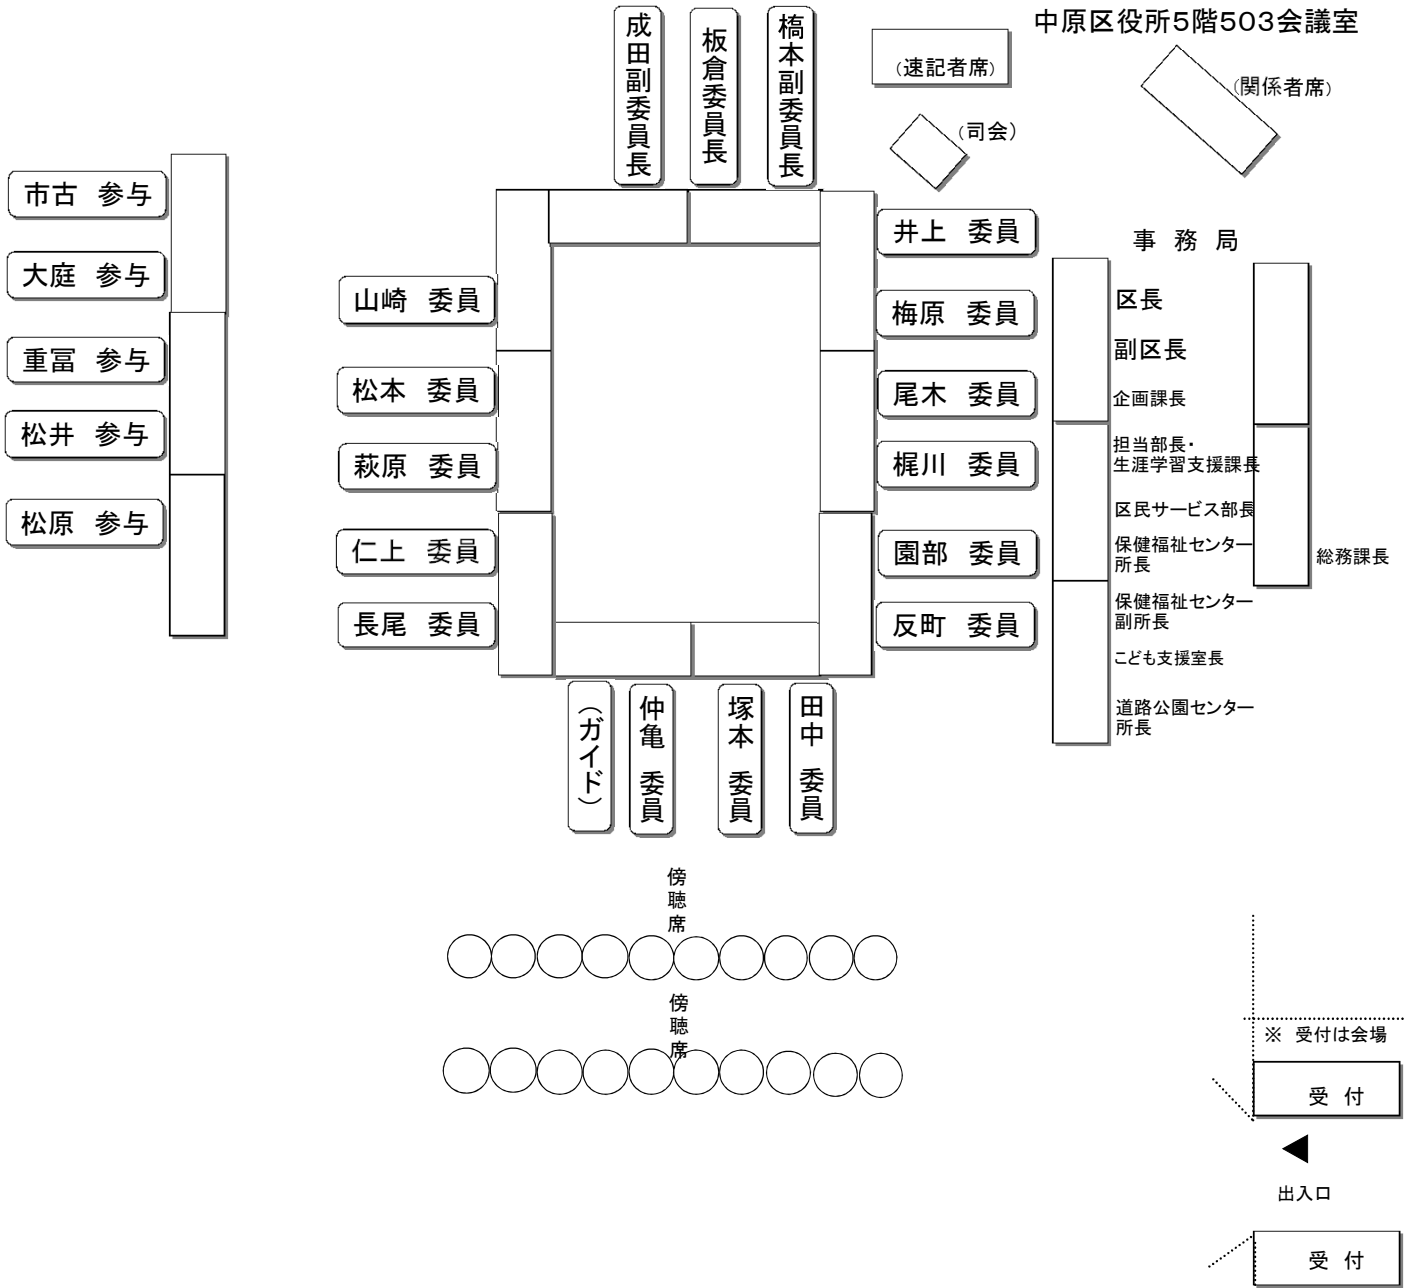 中原区役所5階503会議室
成田副委員長
板倉委員長
橋本副委員長
(速記者席)
(関係者席)
(司会)
市古 参与
大庭 参与
重冨 参与
松井 参与
松原 参与
山崎 委員
松本 委員
萩原 委員
仁上 委員
長尾 委員
井上 委員
梅原 委員
尾木 委員
梶川 委員
園部 委員
反町 委員
事 務 局
区長
副区長
企画課長
担当部長・
生涯学習支援課長
区民サービス部長
保健福祉センター
所長
保健福祉センター
副所長
こども支援室長
道路公園センター
所長
総務課長
(ガイド)
仲亀 委員
塚本 委員
田中 委員
傍聴席
傍聴席
※ 受付は会場
受 付
出入口
受 付